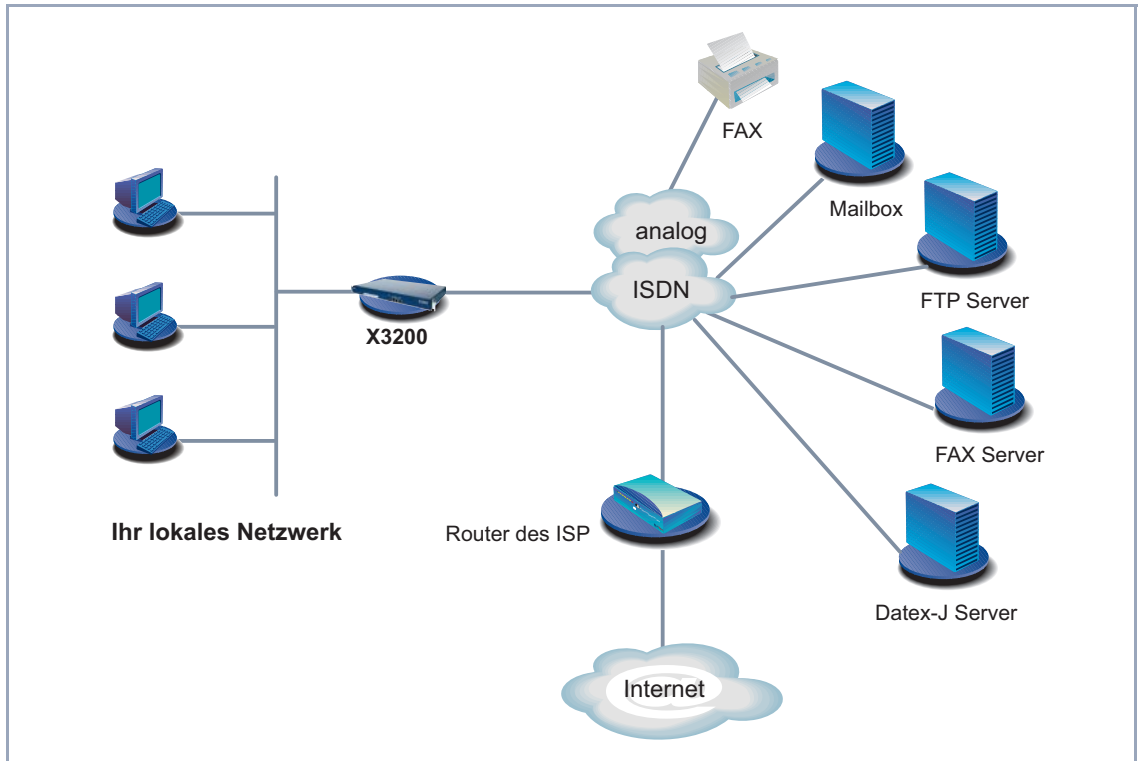 FAX
Mailbox
analog
ISDN
FTP Server
X3200
FAX Server
Ihr lokales Netzwerk
Router des ISP
Datex-J Server
Internet